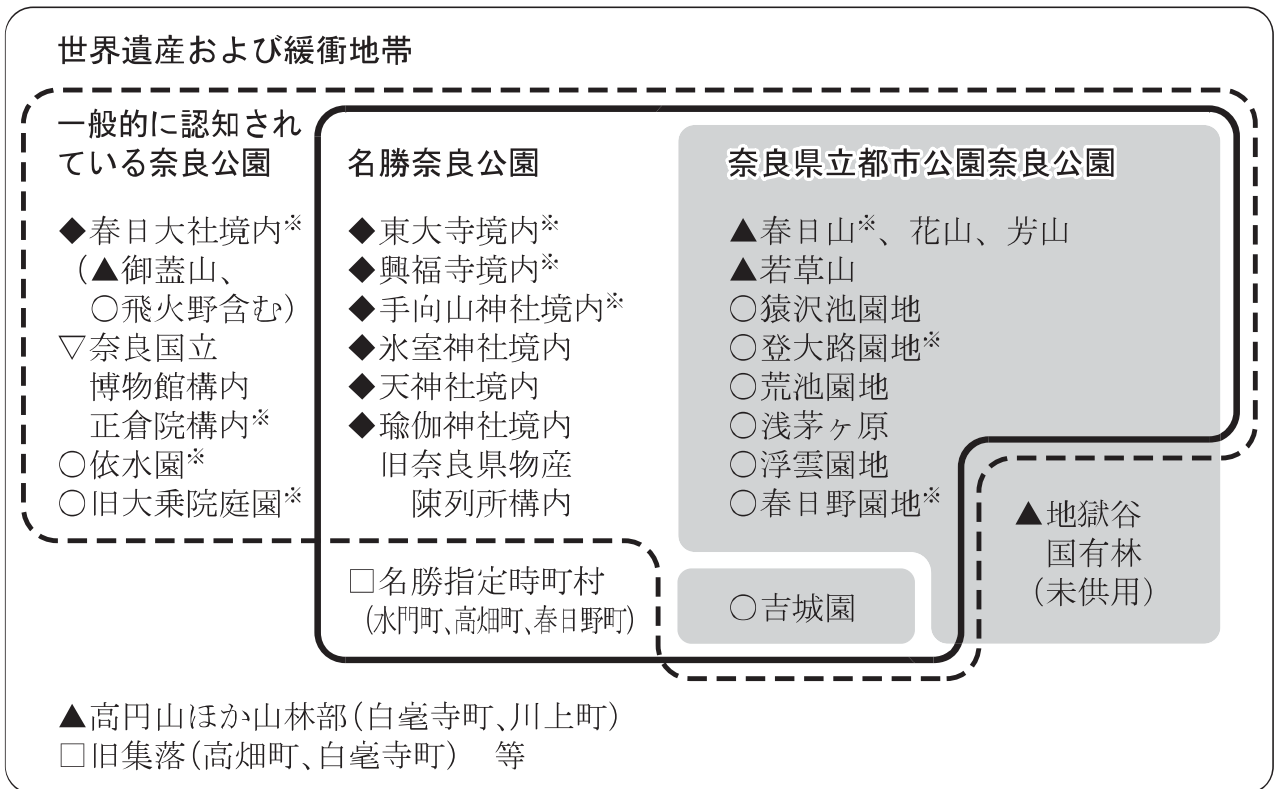 世界遺産および緩衝地帯
一般的に認知され
ている奈良公園
◆春日大社境内※
(▲御蓋山、
○飛火野含む)
▽奈良国立
博物館構内
正倉院構内※
○依水園※
○旧大乗院庭園※
名勝奈良公園
◆東大寺境内※
◆興福寺境内※
◆手向山神社境内※
◆氷室神社境内
◆天神社境内
◆瑜伽神社境内
旧奈良県物産
陳列所構内
□名勝指定時町村
(水門町、高畑町、春日野町)
奈良県立都市公園奈良公園
▲春日山※、花山、芳山
▲若草山
○猿沢池園地
○登大路園地※
○荒池園地
○浅茅ヶ原
○浮雲園地
○春日野園地※
○吉城園
▲地獄谷
国有林
(未供用)
▲高円山ほか山林部(白毫寺町、川上町)
□旧集落(高畑町、白毫寺町) 等